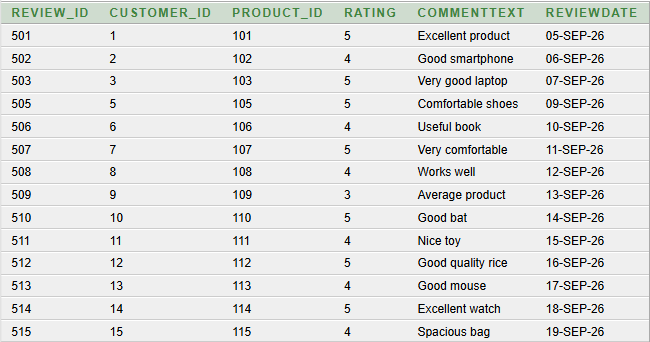 REVIEW_ID CUSTOMER_ID PRODUCT_ID RATING COMMENTTEXT REVIEWDATE
501 1 101 5 Excellent product 05-SEP-26
502 2 102 4 Good smartphone 06-SEP-26
503 3 103 5 Very good laptop 07-SEP-26
505 5 105 5 Comfortable shoes 09-SEP-26
506 6 106 4 Useful book 10-SEP-26
507 7 107 5 Very comfortable 11-SEP-26
508 8 108 4 Works well 12-SEP-26
509 9 109 3 Average product 13-SEP-26
510 10 110 5 Good bat 14-SEP-26
511 11 111 4 Nice toy 15-SEP-26
512 12 112 5 Good quality rice 16-SEP-26
513 13 113 4 Good mouse 17-SEP-26
514 14 114 5 Excellent watch 18-SEP-26
515 15 115 4 Spacious bag 19-SEP-26